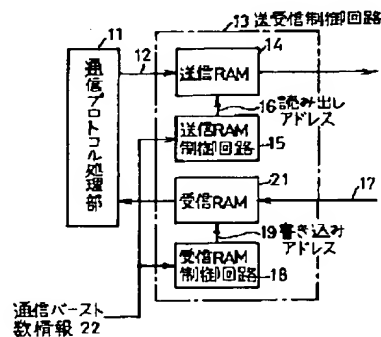 13 送受信制御回路
11
12
14
通信プロトコル処理部
送信RAM
16 読み出し
アドレス
送信RAM
制御回路
15
21
受信RAM
17
19 書き込み
アドレス
受信RAM
制御回路
18
通信バースト
数情報 22